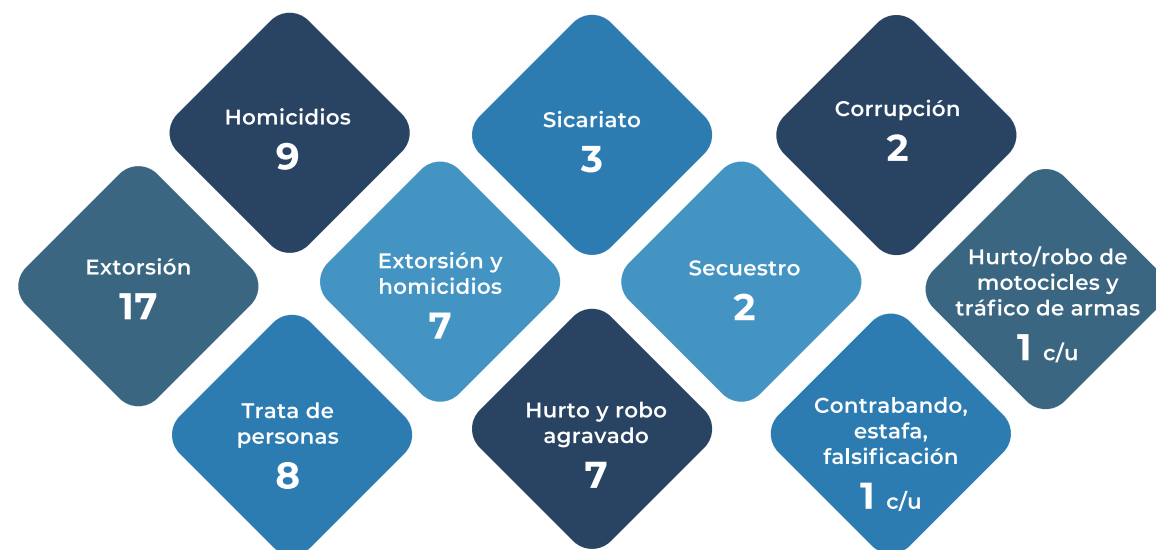 Homicidios
9
Sicariato
3
Corrupción
2
Extorsión
17
Extorsión y
homicidios
7
Secuestro
2
Hurto/robo de
motocicles y
tráfico de armas
1 c/u
Trata de
personas
8
Hurto y robo
agravado
7
Contrabando,
estafa,
falsificación
1 c/u